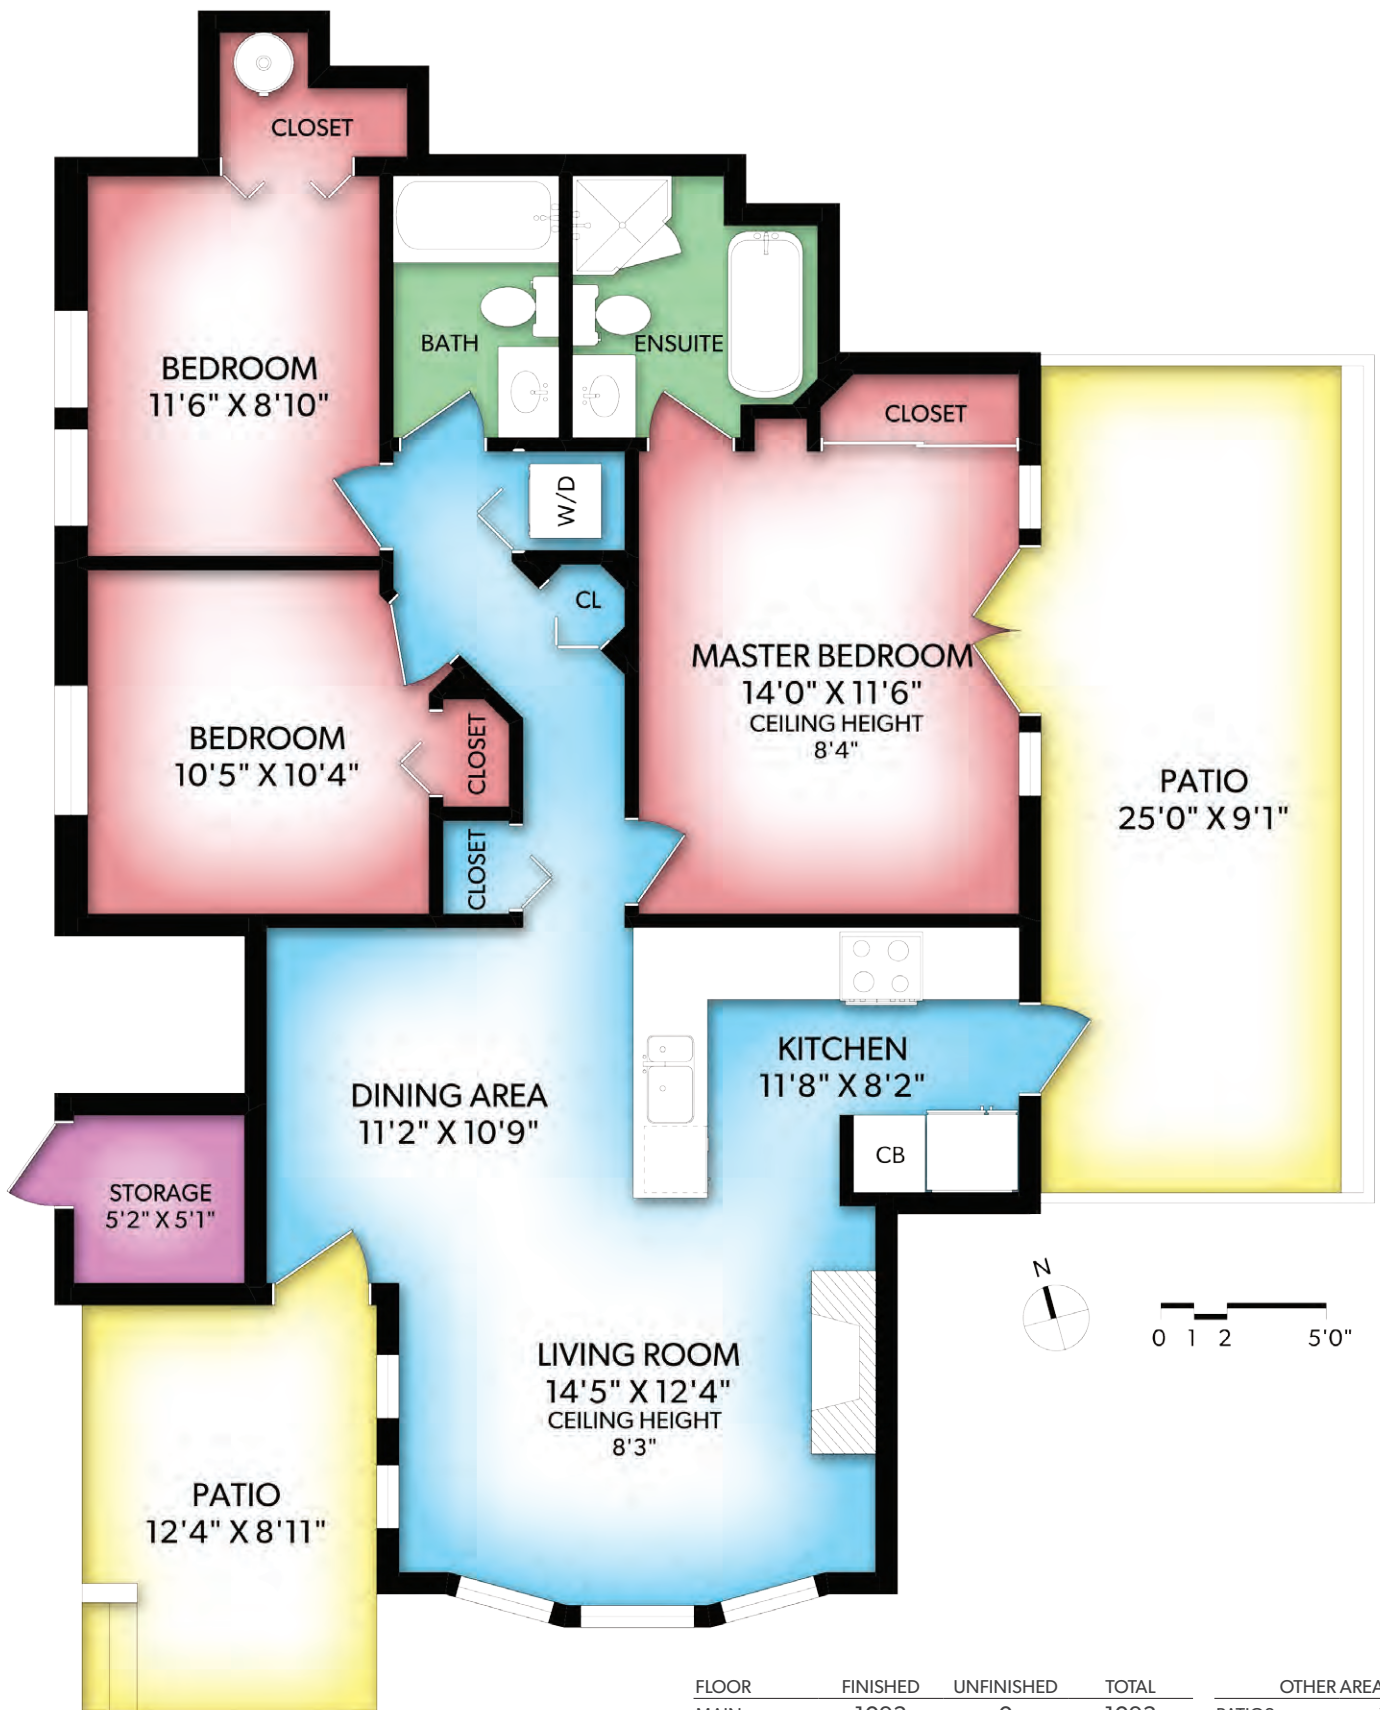 CLOSET
BEDROOM
11'6" X 8'10"
BATH
ENSUITE
CLOSET
W/D
CL
MASTER BEDROOM
14'0" X 11'6"
CEILING HEIGHT
8'4"
BEDROOM
10'5" X 10'4"
CLOSET
CLOSET
PATIO
25'0" X 9'1"
KITCHEN
11'8" X 8'2"
DINING AREA
11'2" X 10'9"
CB
STORAGE
5'2" X 5'1"
N
0 1 2 5'0"
LIVING ROOM
14'5" X 12'4"
CEILING HEIGHT
8'3"
PATIO
12'4" X 8'11"
FLOOR FINISHED UNFINISHED TOTAL OTHER AREA